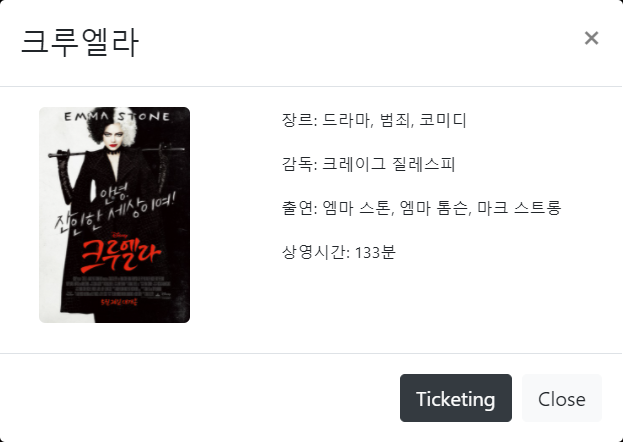 크루엘라
×
EMMA STONE
안녕,
잔인한 세상이여!
Disney
크루엘라
장르: 드라마, 범죄, 코미디
감독: 크레이그 질레스피
출연: 엠마 스톤, 엠마 톰슨, 마크 스트롱
상영시간: 133분
Ticketing
Close